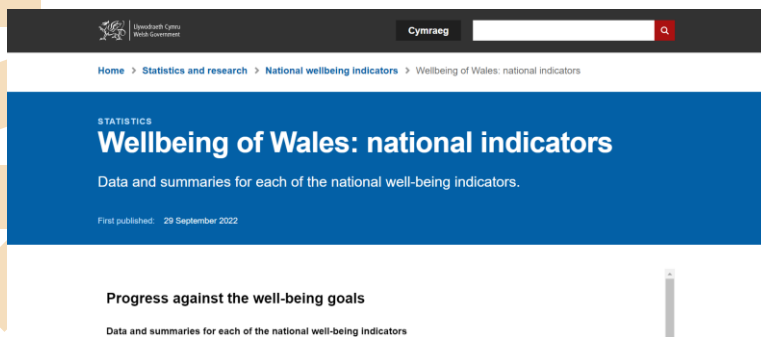 Llywodraeth Cymru
Welsh Government
Cymraeg
Home > Statistics and research > National wellbeing indicators > Wellbeing of Wales: national indicators
STATISTICS
Wellbeing of Wales: national indicators
Data and summaries for each of the national well-being indicators.
First published: 29 September 2022
Progress against the well-being goals
Data and summaries for each of the national well-being indicators